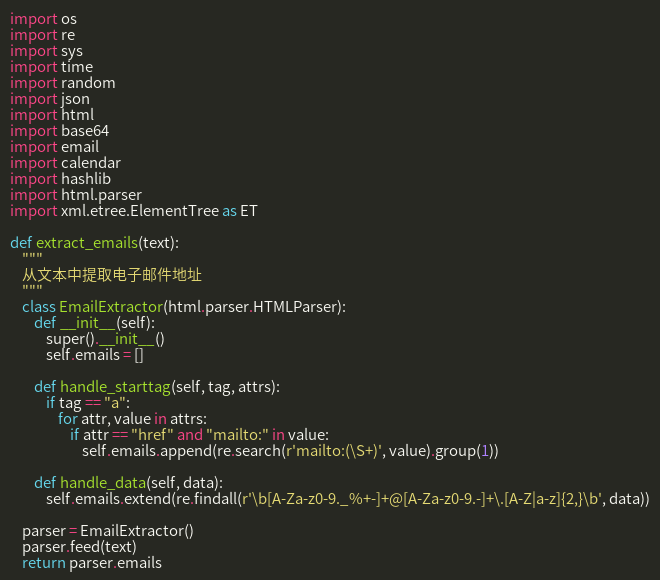 import os
import re
import sys
import time
import random
import json
import html
import base64
import email
import calendar
import hashlib
import html.parser
import xml.etree.ElementTree as ET

def extract_emails(text):
    """
    从文本中提取电子邮件地址
    """
    class EmailExtractor(html.parser.HTMLParser):
        def __init__(self):
            super().__init__()
            self.emails = []

        def handle_starttag(self, tag, attrs):
            if tag == "a":
                for attr, value in attrs:
                    if attr == "href" and "mailto:" in value:
                        self.emails.append(re.search(r'mailto:(\S+)', value).group(1))

        def handle_data(self, data):
            self.emails.extend(re.findall(r'\b[A-Za-z0-9._%+-]+@[A-Za-z0-9.-]+\.[A-Z|a-z]{2,}\b', data))

    parser = EmailExtractor()
    parser.feed(text)
    return parser.emails